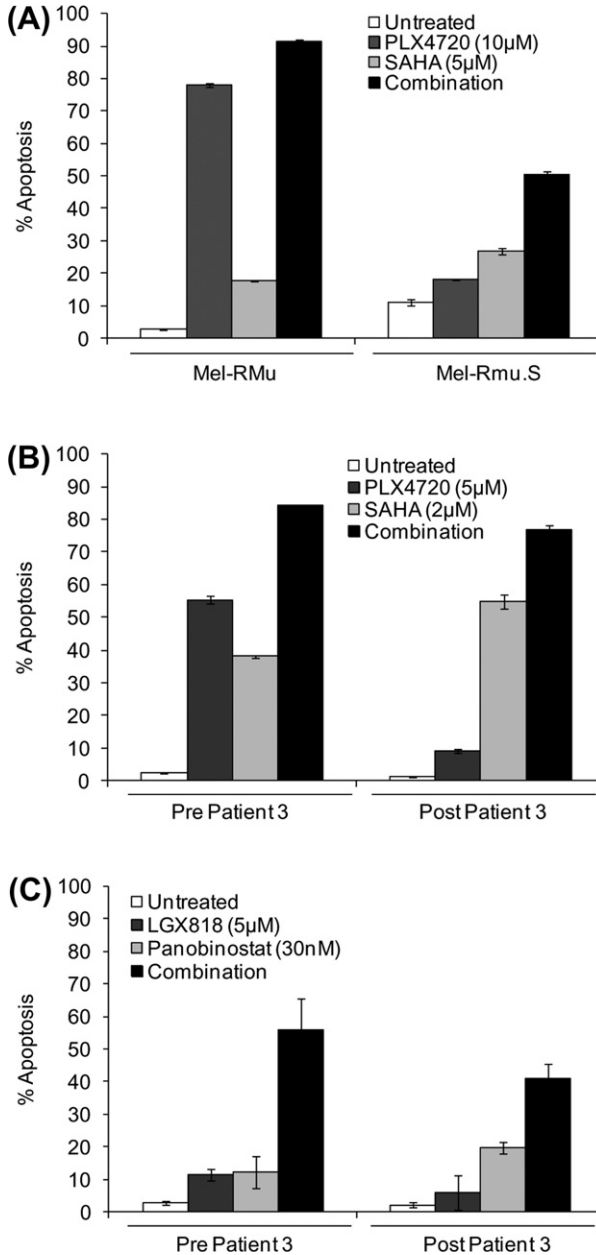 (A)
Untreated
PLX4720 (10µM)
SAHA (5µM)
Combination
% Apoptosis
100
90
80
70
60
50
40
30
20
10
0
Mel-RMu
Mel-Rmu.S
(B)
Untreated
PLX4720 (5µM)
SAHA (2µM)
Combination
% Apoptosis
100
90
80
70
60
50
40
30
20
10
0
Pre Patient 3
Post Patient 3
(C)
Untreated
LGX818 (5µM)
Panobinostat (30nM)
Combination
% Apoptosis
100
90
80
70
60
50
40
30
20
10
0
Pre Patient 3
Post Patient 3